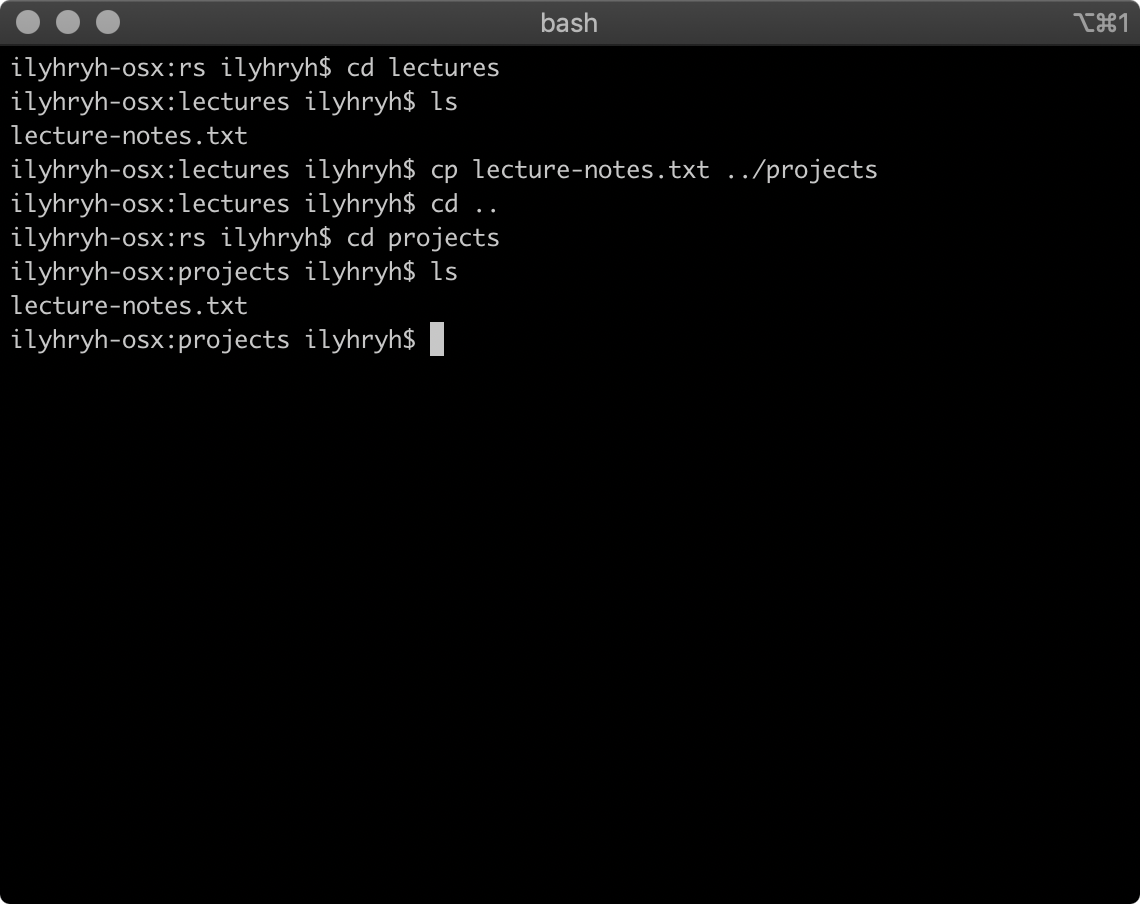 bash
⌥⌘1
ilyhryh-osx:rs ilyhryh$ cd lectures
ilyhryh-osx:lectures ilyhryh$ ls
lecture-notes.txt
ilyhryh-osx:lectures ilyhryh$ cp lecture-notes.txt ../projects
ilyhryh-osx:lectures ilyhryh$ cd ..
ilyhryh-osx:rs ilyhryh$ cd projects
ilyhryh-osx:projects ilyhryh$ ls
lecture-notes.txt
ilyhryh-osx:projects ilyhryh$